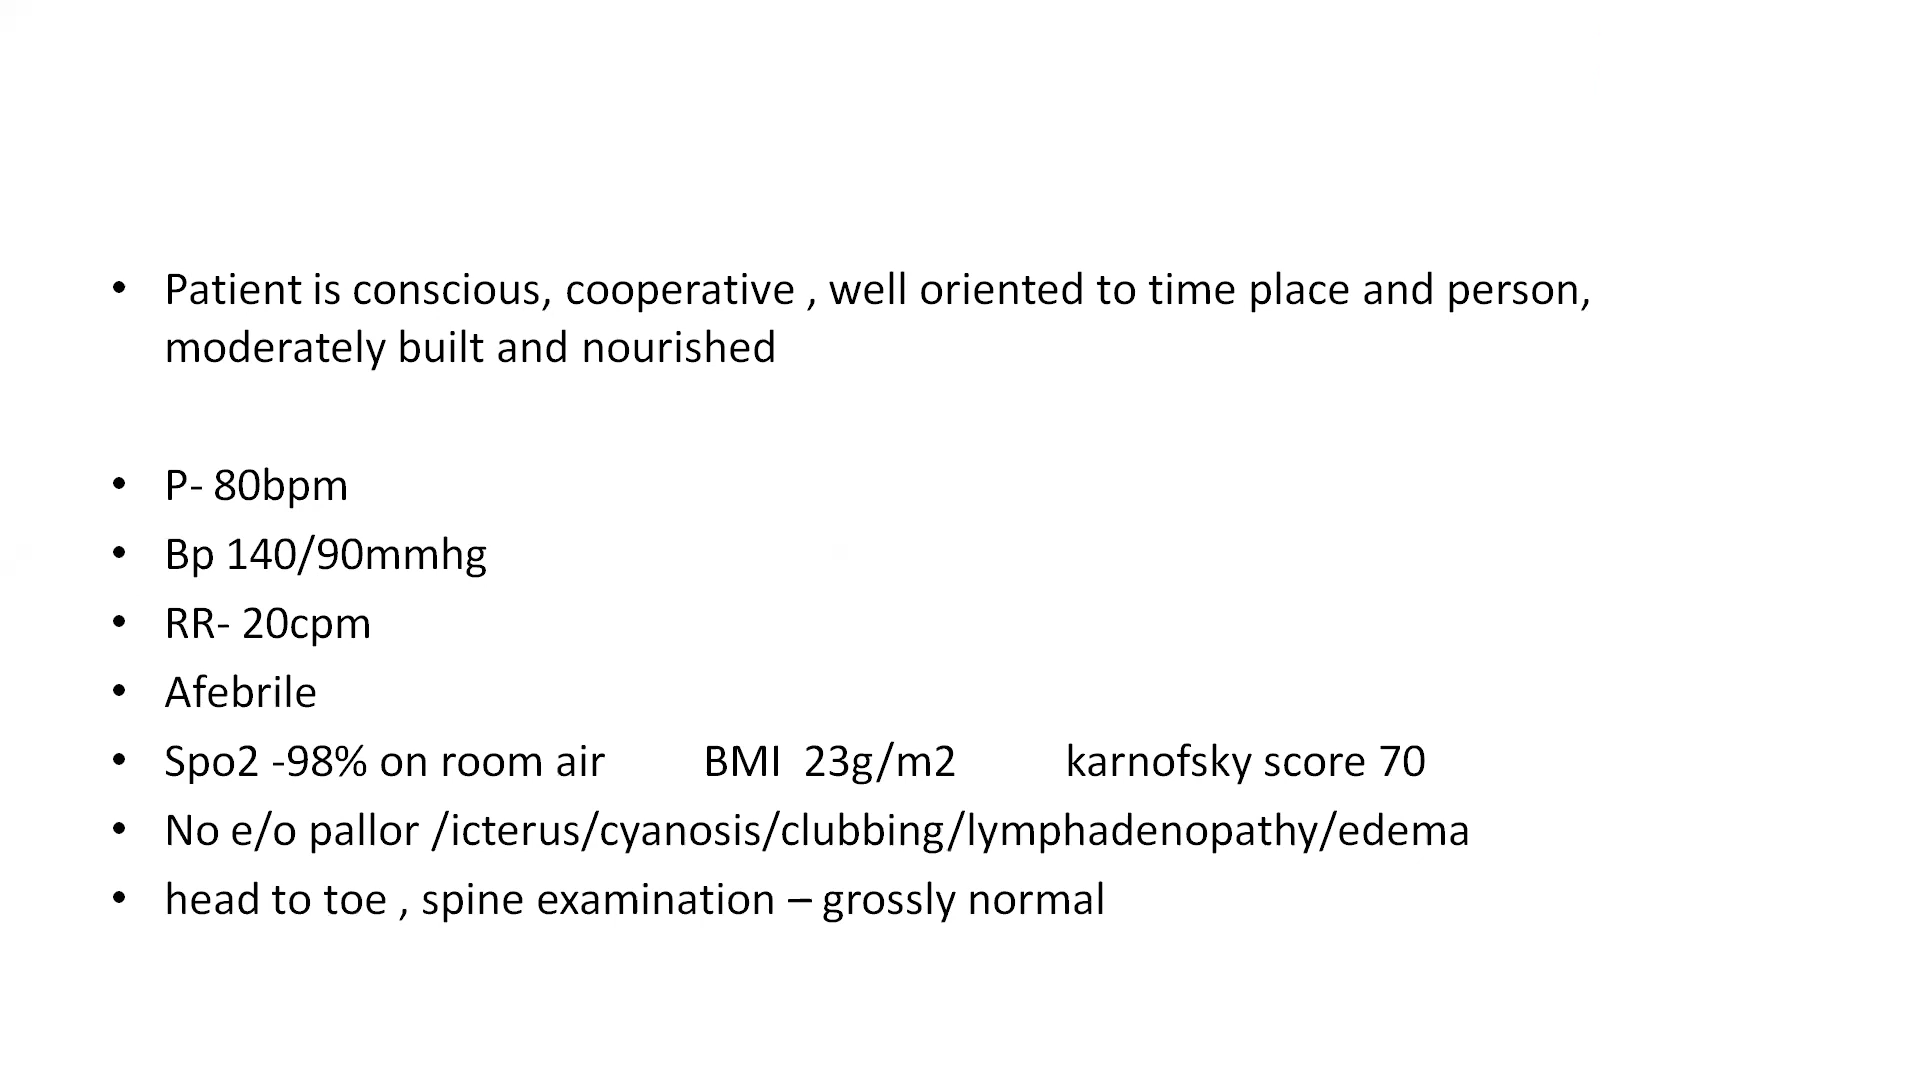 • Patient is conscious, cooperative , well oriented to time place and person,
moderately built and nourished
• P- 80bpm
• Bp 140/90mmhg
• RR- 20cpm
• Afebrile
• Spo2 -98% on room air BMI 23g/m2 karnofsky score 70
• No e/o pallor /icterus/cyanosis/clubbing/lymphadenopathy/edema
• head to toe , spine examination – grossly normal